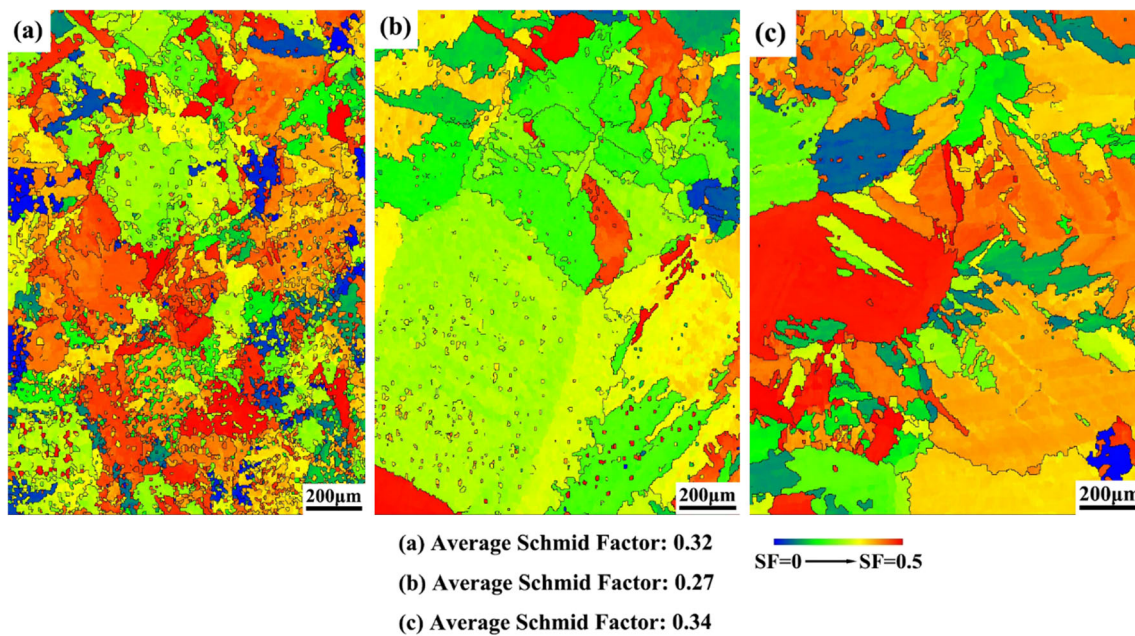 (a)
(b)
(c)
200μm
200μm
200μm
(a) Average Schmid Factor: 0.32
SF=0 → SF=0.5
(b) Average Schmid Factor: 0.27
(c) Average Schmid Factor: 0.34